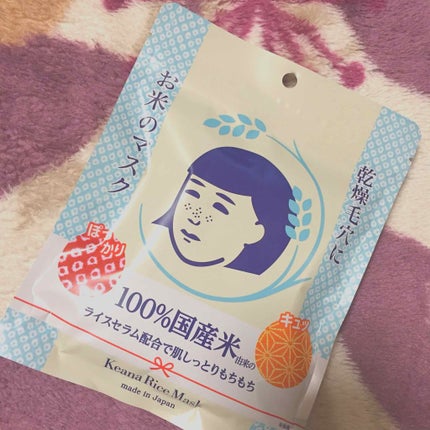 乾燥毛穴に
お米のマスク
ぽっかり
キュッ
100%国産米由来の
ライスセラム配合で肌しっとりもちもち
Keana Rice Mask
made in Japan